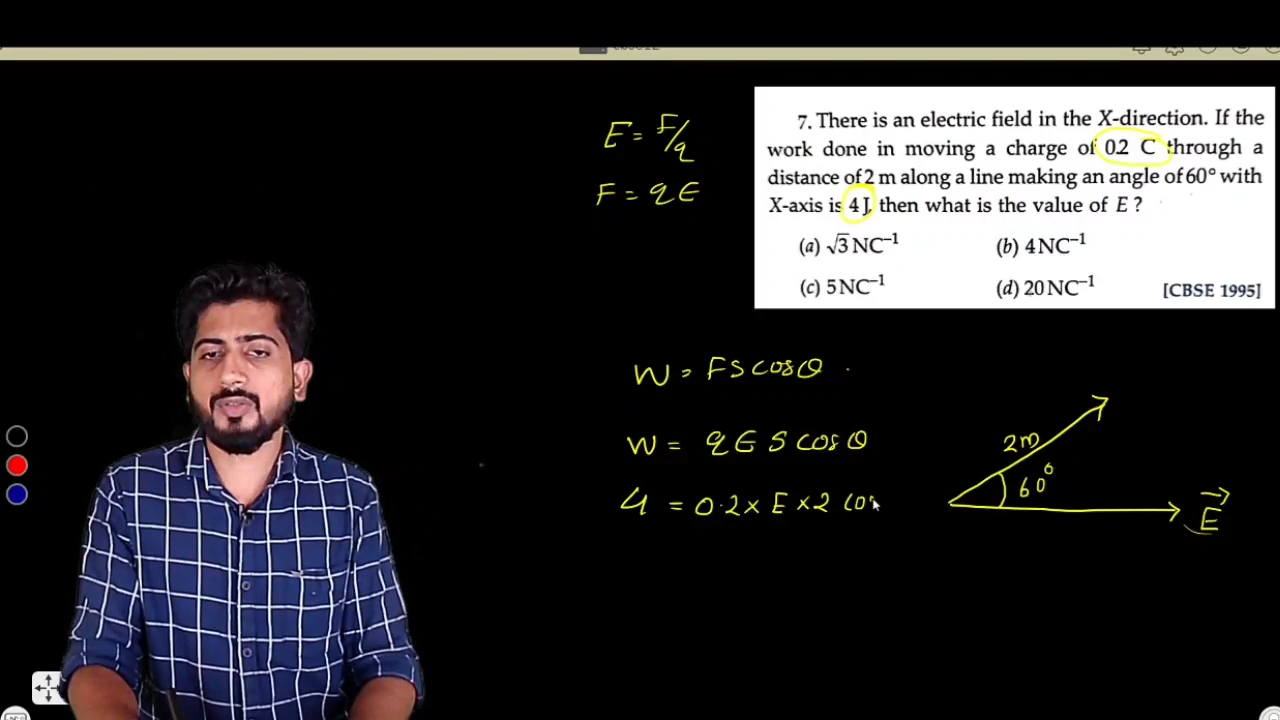 E = F/q
F = qE
7. There is an electric field in the X-direction. If the
work done in moving a charge of 0.2 C through a
distance of 2 m along a line making an angle of 60° with
X-axis is 4 J, then what is the value of E ?
(a) √3 NC⁻¹ (b) 4 NC⁻¹
(c) 5 NC⁻¹ (d) 20 NC⁻¹ [CBSE 1995]
W = FS cosθ
W = qES cosθ
4 = 0.2 × E × 2 cos
2m
60°
E⃗